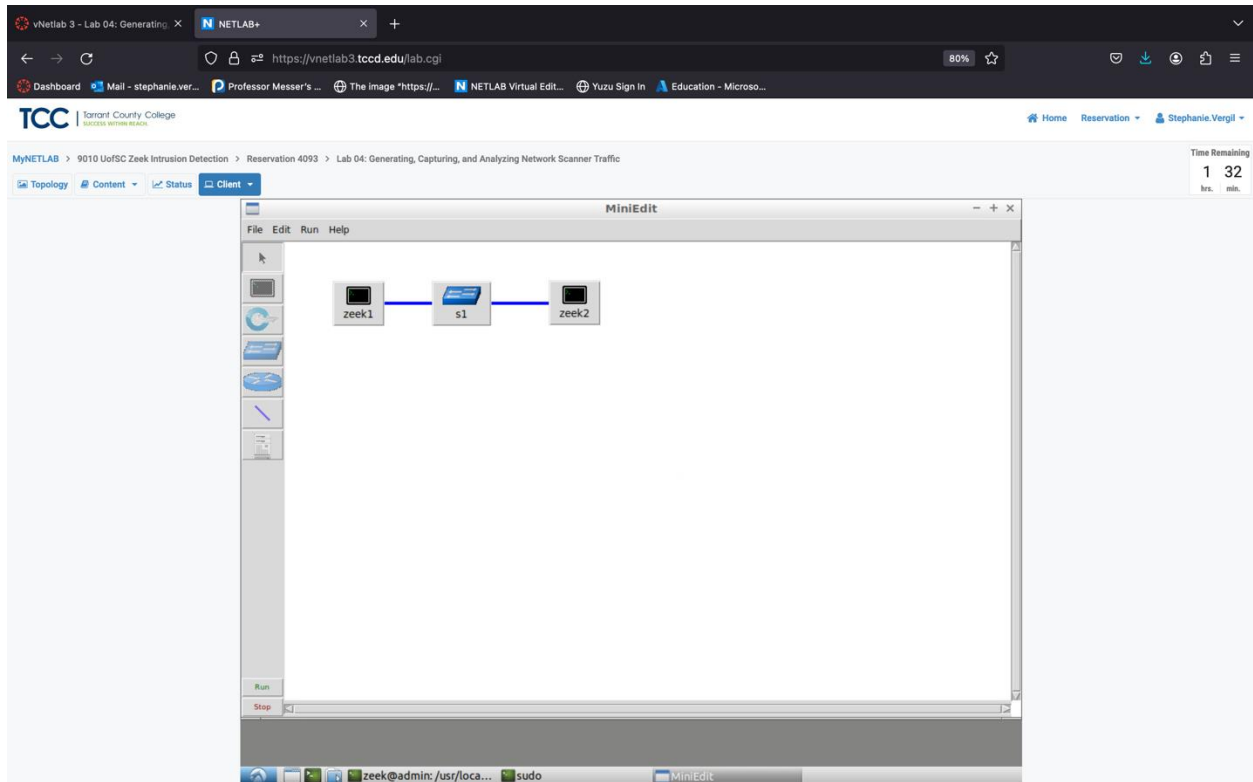 vNetlab 3 - Lab 04: Generating,
NETLAB+
https://vnetlab3.tccd.edu/lab.cgi
80%
Dashboard
Mail - stephanie.ver...
Professor Messer's ...
The image "https://...
NETLAB Virtual Edit...
Yuzu Sign In
Education - Microso...
TCC
Tarrant County College
SUCCESS WITHIN REACH.
Home
Reservation
Stephanie.Vergil
MyNETLAB > 9010 UofSC Zeek Intrusion Detection > Reservation 4093 > Lab 04: Generating, Capturing, and Analyzing Network Scanner Traffic
Time Remaining
1 32
hrs. min.
Topology
Content
Status
Client
MiniEdit
File Edit Run Help
zeek1
s1
zeek2
Run
Stop
zeek@admin: /usr/loca...
sudo
MiniEdit